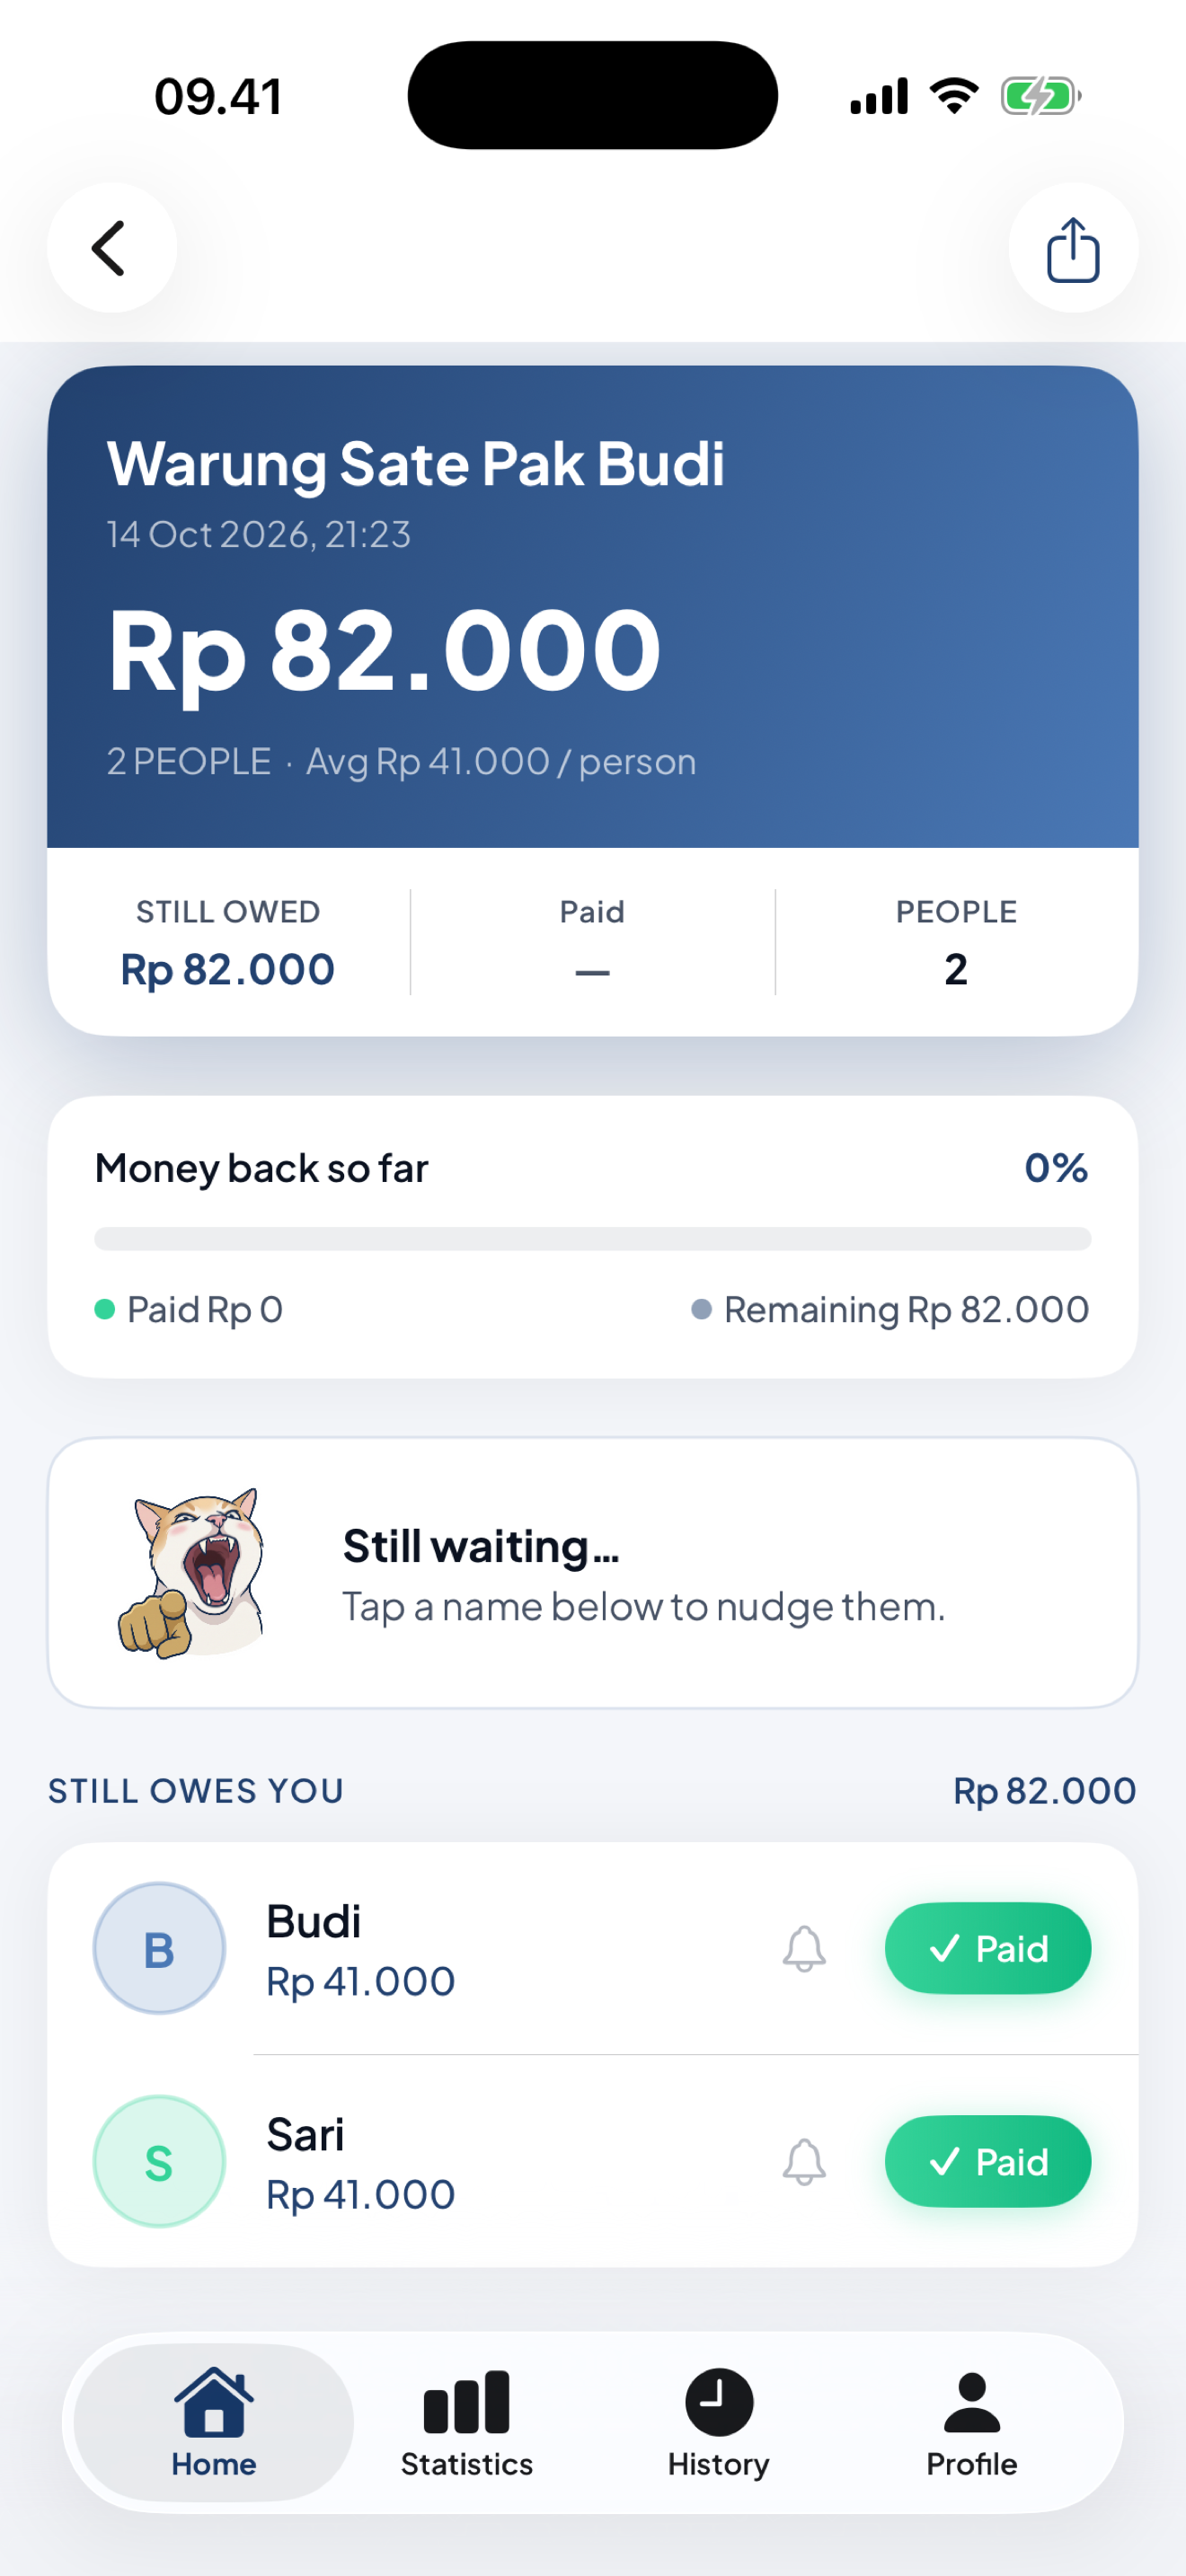 09.41
Warung Sate Pak Budi
14 Oct 2026, 21:23
Rp 82.000
2 PEOPLE · Avg Rp 41.000 / person
STILL OWED
Rp 82.000
Paid
—
PEOPLE
2
Money back so far
0%
Paid Rp 0
Remaining Rp 82.000
Still waiting...
Tap a name below to nudge them.
STILL OWES YOU
Rp 82.000
B
Budi
Rp 41.000
Paid
S
Sari
Rp 41.000
Paid
Home
Statistics
History
Profile